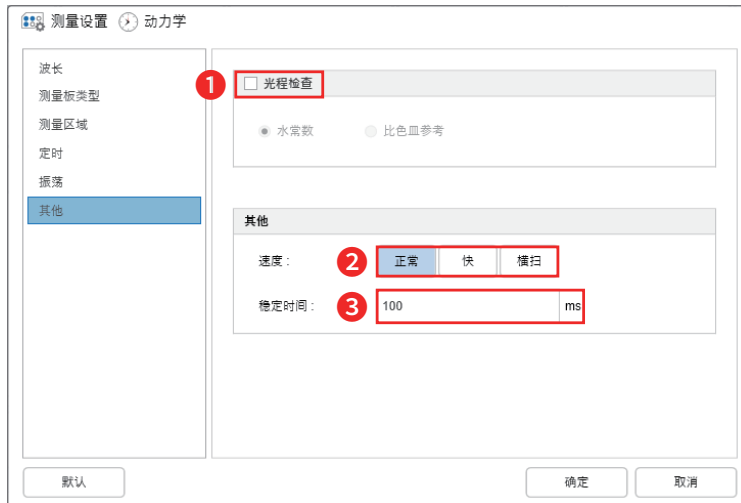 测量设置 动力学
波长
测量板类型
测量区域
定时
振荡
其他
1 光程检查
水常数 比色皿参考
其他
速度： 2 正常 快 横扫
稳定时间： 3 100 ms
默认 确定 取消